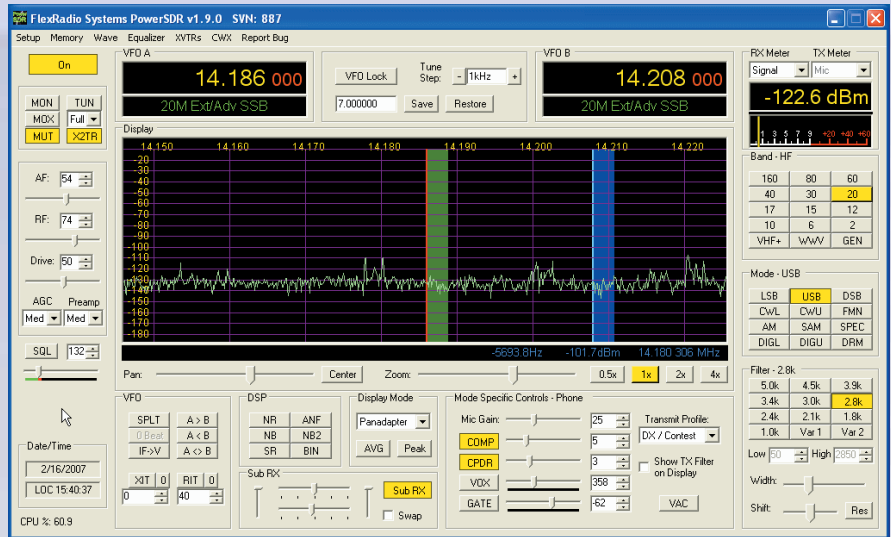 FlexRadio Systems PowerSDR v1.9.0 SVN: 887
Setup Memory Wave Equalizer XVTRs CWX Report Bug
On
MON TUN
MOX Full
MUT X2TR
AF: 54
RF: 74
Drive: 50
AGC Preamp
Med Med
SQL 132
Date/Time
2/16/2007
LOC 15:40:37
CPU %: 60.9
VFO A
14.186 000
20M Ext/Adv SSB
VFO Lock
Tune Step: - 1kHz +
7.000000 Save Restore
VFO B
14.208 000
20M Ext/Adv SSB
Display
14.150 14.160 14.170 14.180 14.190 14.200 14.210 14.220
-20
-30
-40
-50
-60
-70
-80
-90
-100
-110
-120
-130
-140
-150
-160
-170
-180
-5693.8Hz -101.7dBm 14.180 306 MHz
Pan: Center Zoom: 0.5x 1x 2x 4x
VFO
SPLT A > B
0 Beat A < B
IF->V A <> B
XIT 0 RIT 0
0 40
DSP
NR ANF
NB NB2
SR BIN
Display Mode
Panadapter
AVG Peak
Sub RX
Sub RX
Swap
Mode Specific Controls - Phone
Mic Gain: 25
COMP 5
CPDR 3
VOX 358
GATE -62
Transmit Profile:
DX / Contest
Show TX Filter
on Display
VAC
RX Meter TX Meter
Signal Mic
-122.6 dBm
1 3 5 7 9 +20 +40 +60
Band - HF
160 80 60
40 30 20
17 15 12
10 6 2
VHF+ WWV GEN
Mode - USB
LSB USB DSB
CWL CWU FMN
AM SAM SPEC
DIGL DIGU DRM
Filter - 2.8k
5.0k 4.5k 3.9k
3.4k 3.0k 2.8k
2.4k 2.1k 1.8k
1.0k Var 1 Var 2
Low 50 High 2850
Width:
Shift: Res